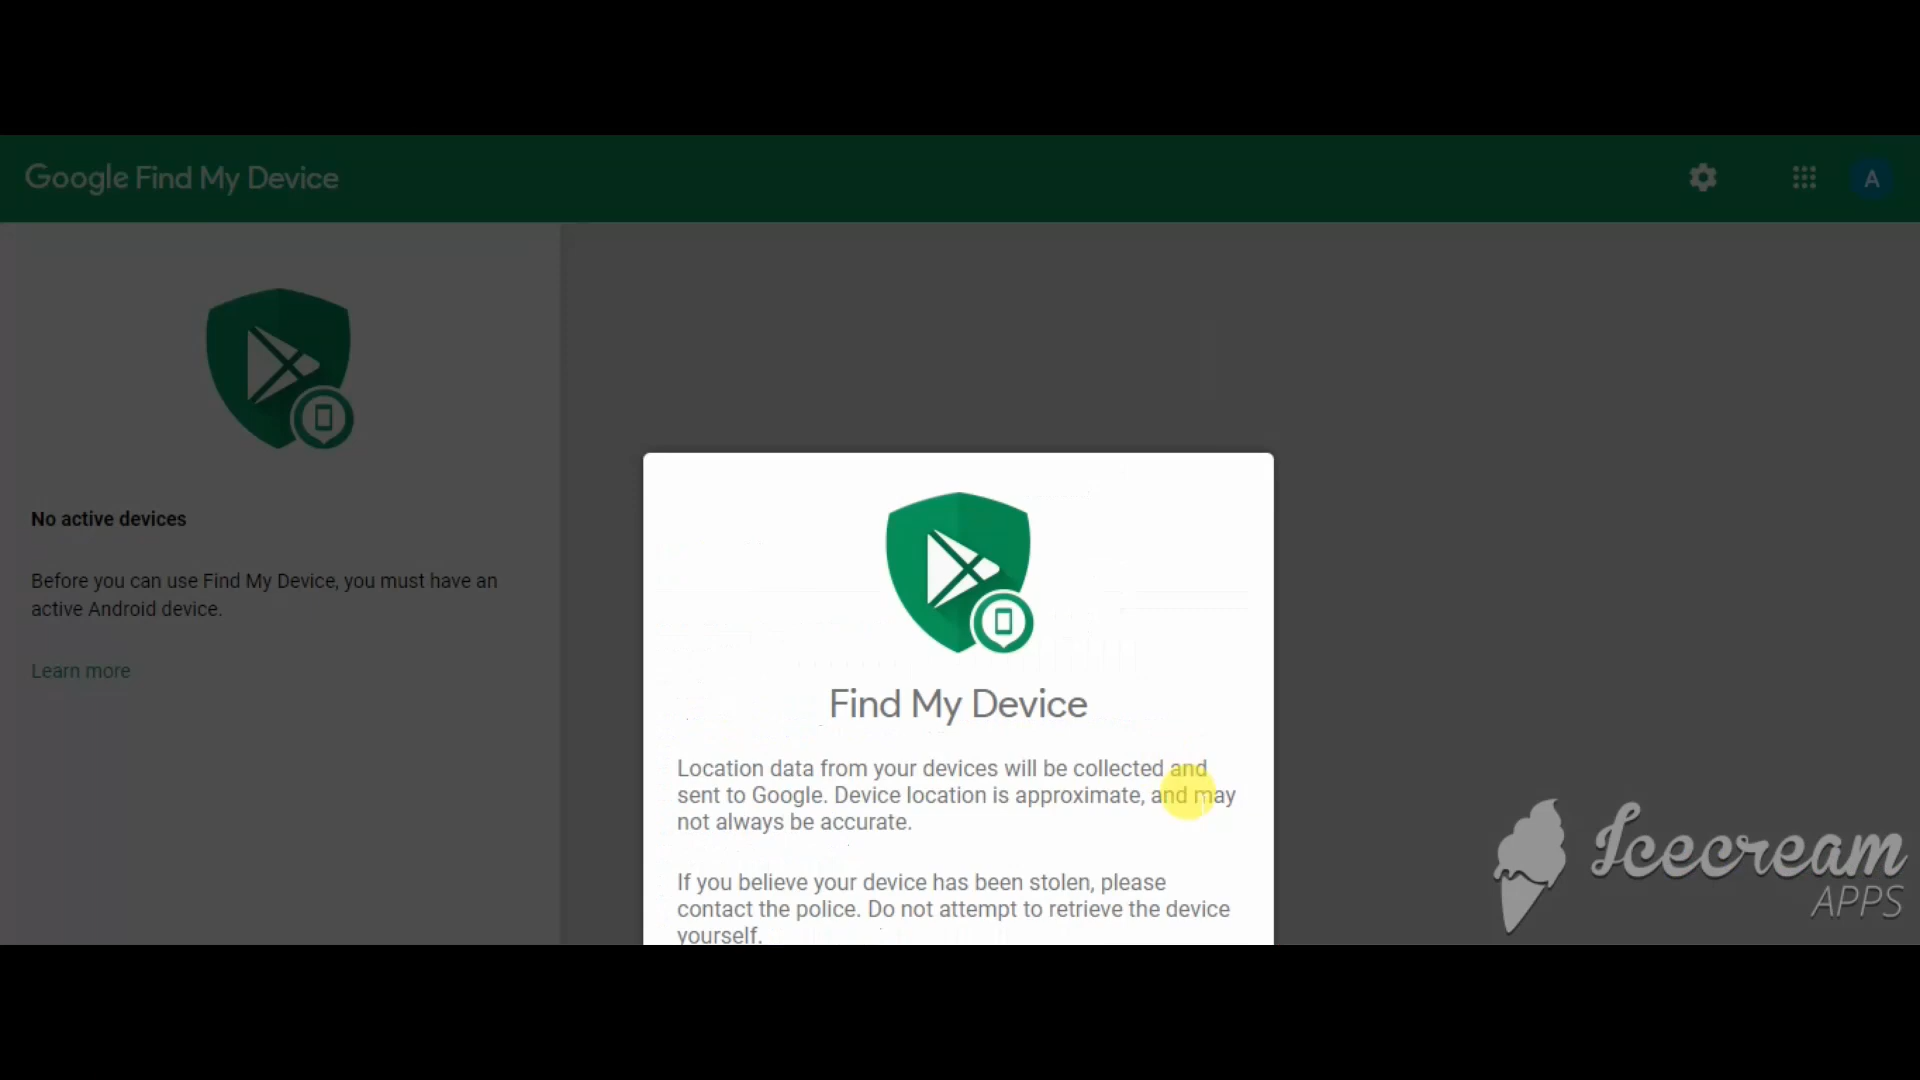 Google Find My Device
A
No active devices
Before you can use Find My Device, you must have an
active Android device.
Learn more
Find My Device
Location data from your devices will be collected and
sent to Google. Device location is approximate, and may
not always be accurate.
If you believe your device has been stolen, please
contact the police. Do not attempt to retrieve the device
yourself.
Icecream
APPS